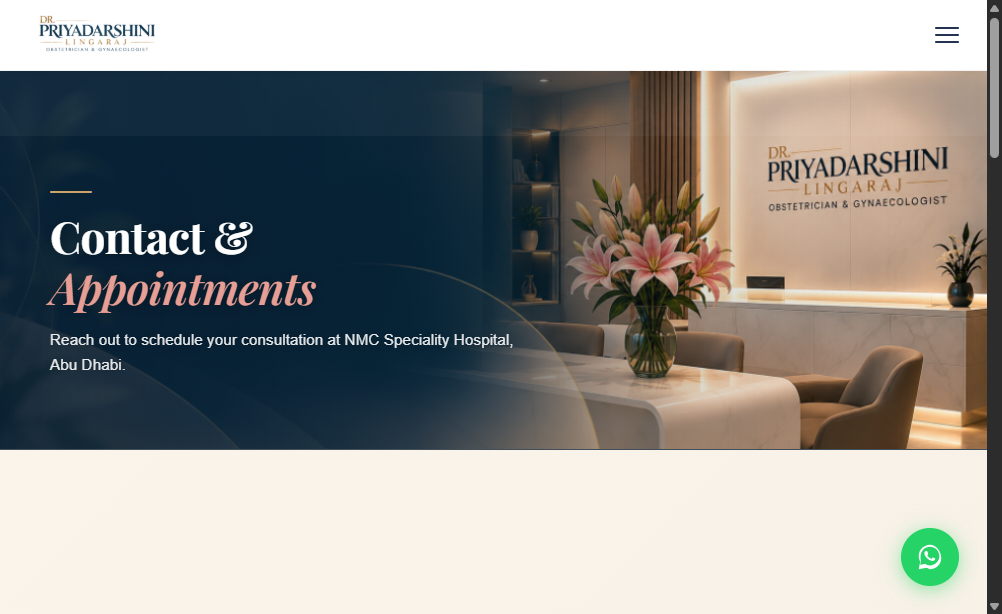 DR.
PRIYADARSHINI
LINGARAJ
OBSTETRICIAN & GYNAECOLOGIST
DR.
PRIYADARSHINI
LINGARAJ
OBSTETRICIAN & GYNAECOLOGIST
Contact &
Appointments
Reach out to schedule your consultation at NMC Speciality Hospital,
Abu Dhabi.